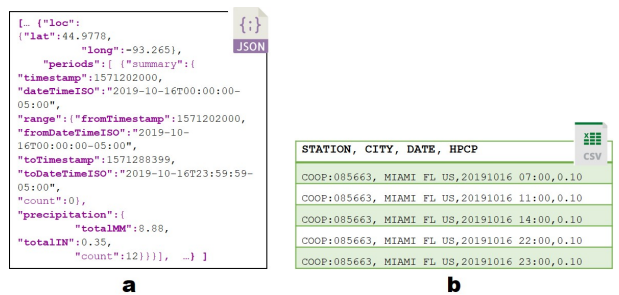 [… {"loc":
{"lat":44.9778,
"long":-93.265},
"periods":[ {"summary":{
"timestamp":1571202000,
"dateTimeISO":"2019-10-16T00:00:00-
05:00",
"range":{"fromTimestamp":1571202000,
"fromDateTimeISO":"2019-10-
16T00:00:00-05:00",
"toTimestamp":1571288399,
"toDateTimeISO":"2019-10-16T23:59:59-
05:00",
"count":0},
"precipitation":{
"totalMM":8.88,
"totalIN":0.35,
"count":12}}}], …} ]
{;}
JSON
a
CSV
STATION, CITY, DATE, HPCP
COOP:085663, MIAMI FL US,20191016 07:00,0.10
COOP:085663, MIAMI FL US,20191016 11:00,0.10
COOP:085663, MIAMI FL US,20191016 14:00,0.10
COOP:085663, MIAMI FL US,20191016 22:00,0.10
COOP:085663, MIAMI FL US,20191016 23:00,0.10
b